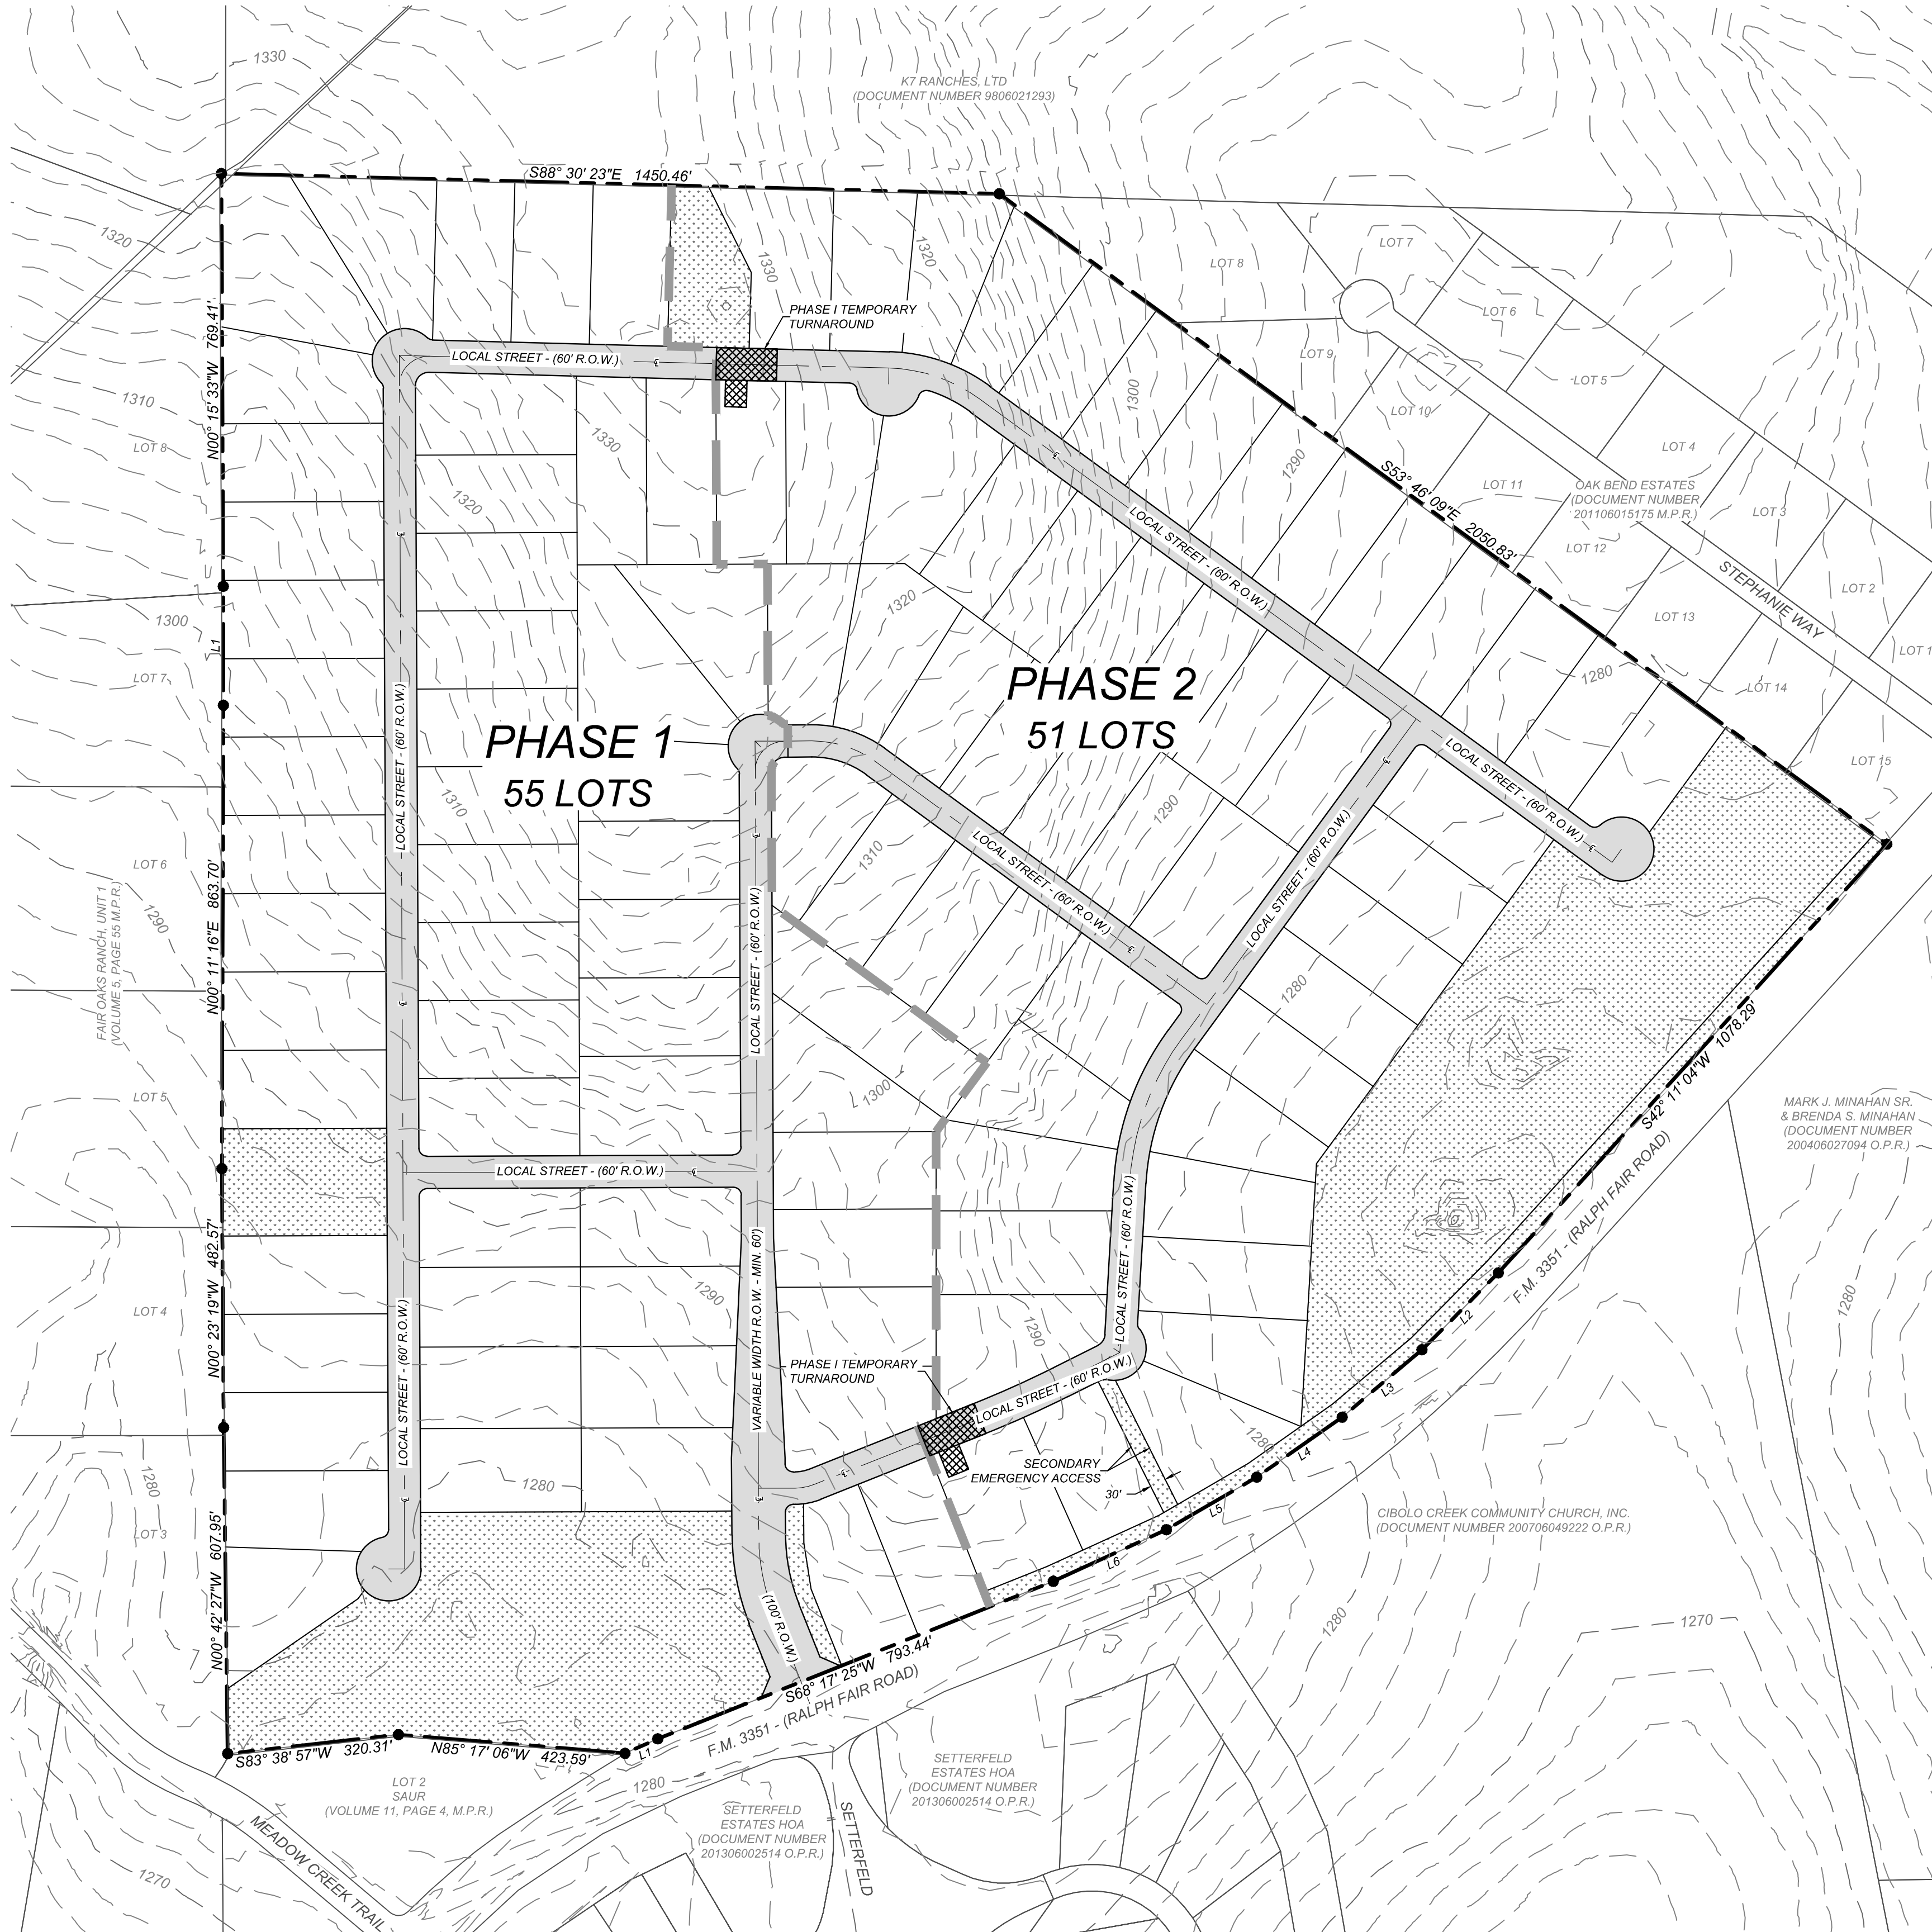 1330
K7 RANCHES, LTD
(DOCUMENT NUMBER 9806021293)
S88° 30' 23"E 1450.46'
1320
1330
1320
LOT 7
LOT 8
N00° 15' 33"W 769.41'
PHASE I TEMPORARY
TURNAROUND
LOT 6
LOCAL STREET - (60' R.O.W.)
LOT 9
LOT 5
1310
1300
LOT 10
LOT 8
1330
1290
LOT 4
S53° 46' 09"E 2050.83'
1320
LOT 11
OAK BEND ESTATES
(DOCUMENT NUMBER
201106015175 M.P.R.)
LOT 3
LOCAL STREET - (60' R.O.W.)
LOT 12
STEPHANIE WAY
LOT 2
1320
1300
LOT 13
L1
LOT 1
LOT 7
PHASE 2
51 LOTS
1280
LOT 14
LOCAL STREET - (60' R.O.W.)
PHASE 1
55 LOTS
LOCAL STREET - (60' R.O.W.)
LOT 15
1310
1290
LOT 6
1310
LOCAL STREET - (60' R.O.W.)
LOCAL STREET - (60' R.O.W.)
N00° 11' 16"E 863.70'
FAIR OAKS RANCH, UNIT 1
(VOLUME 5, PAGE 55 M.P.R.)
1290
LOCAL STREET - (60' R.O.W.)
1280
S42° 11' 04"W 1078.29'
LOT 5
1300
MARK J. MINAHAN SR.
& BRENDA S. MINAHAN
(DOCUMENT NUMBER
200406027094 O.P.R.)
LOCAL STREET - (60' R.O.W.)
F.M. 3351 - (RALPH FAIR ROAD)
N00° 23' 19"W 482.57'
LOCAL STREET - (60' R.O.W.)
VARIABLE WIDTH R.O.W. - MIN. 60')
1290
LOT 4
1280
L2
1290
LOCAL STREET - (60' R.O.W.)
PHASE I TEMPORARY
TURNAROUND
LOCAL STREET - (60' R.O.W.)
L3
1280
L4
SECONDARY
EMERGENCY ACCESS
30'
1280
1280
L5
CIBOLO CREEK COMMUNITY CHURCH, INC.
(DOCUMENT NUMBER 200706049222 O.P.R.)
LOT 3
N00° 42' 27"W 607.95'
L6
(100' R.O.W.)
1280
1270
S68° 17' 25"W 793.44'
F.M. 3351 - (RALPH FAIR ROAD)
S83° 38' 57"W 320.31'
N85° 17' 06"W 423.59'
L1
1280
LOT 2
SAUR
(VOLUME 11, PAGE 4, M.P.R.)
SETTERFELD
ESTATES HOA
(DOCUMENT NUMBER
201306002514 O.P.R.)
SETTERFELD
ESTATES HOA
(DOCUMENT NUMBER
201306002514 O.P.R.)
SETTERFELD
MEADOW CREEK TRAIL
1270